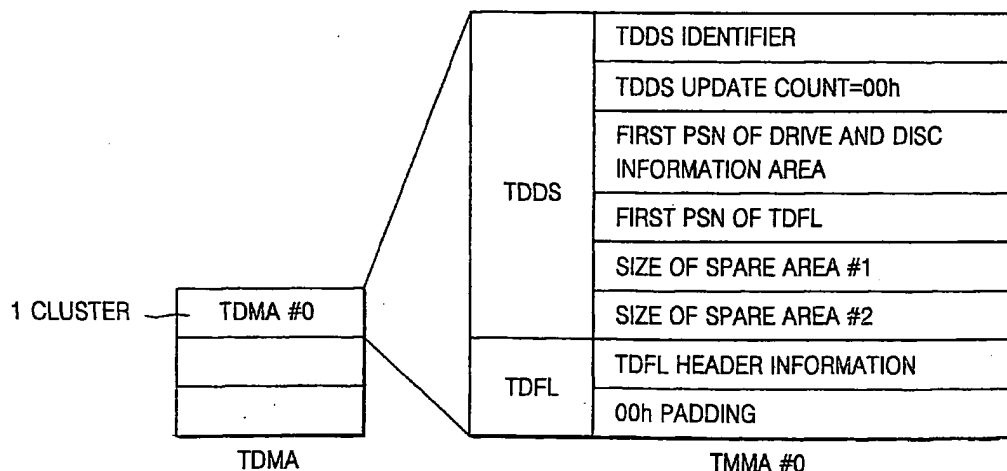 TDDS IDENTIFIER
TDDS UPDATE COUNT=00h
FIRST PSN OF DRIVE AND DISC
INFORMATION AREA
TDDS
FIRST PSN OF TDFL
SIZE OF SPARE AREA #1
1 CLUSTER
TDMA #0
SIZE OF SPARE AREA #2
TDFL HEADER INFORMATION
TDFL
00h PADDING
TDMA
TMMA #0